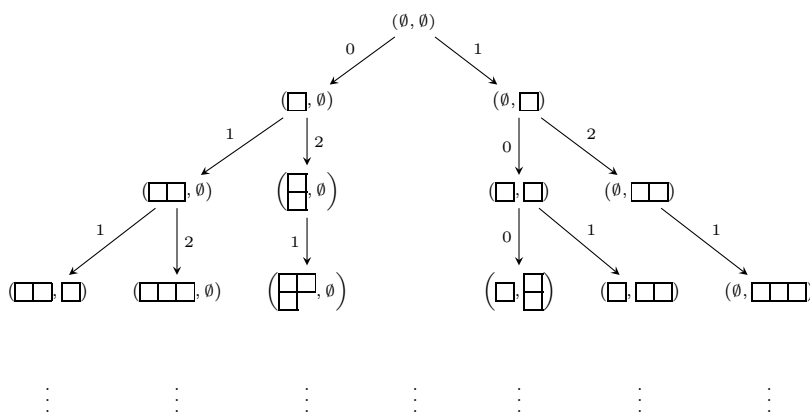 (∅, ∅)
0 1
(□, ∅) (∅, □)
1 2 0 2
(□□, ∅) (□/□, ∅) (□, □) (∅, □□)
1 2 1 0 1 1
(□□, □) (□□□, ∅) (□□/□, ∅) (□, □/□) (□, □□) (∅, □□□)
⋮ ⋮ ⋮ ⋮ ⋮ ⋮ ⋮